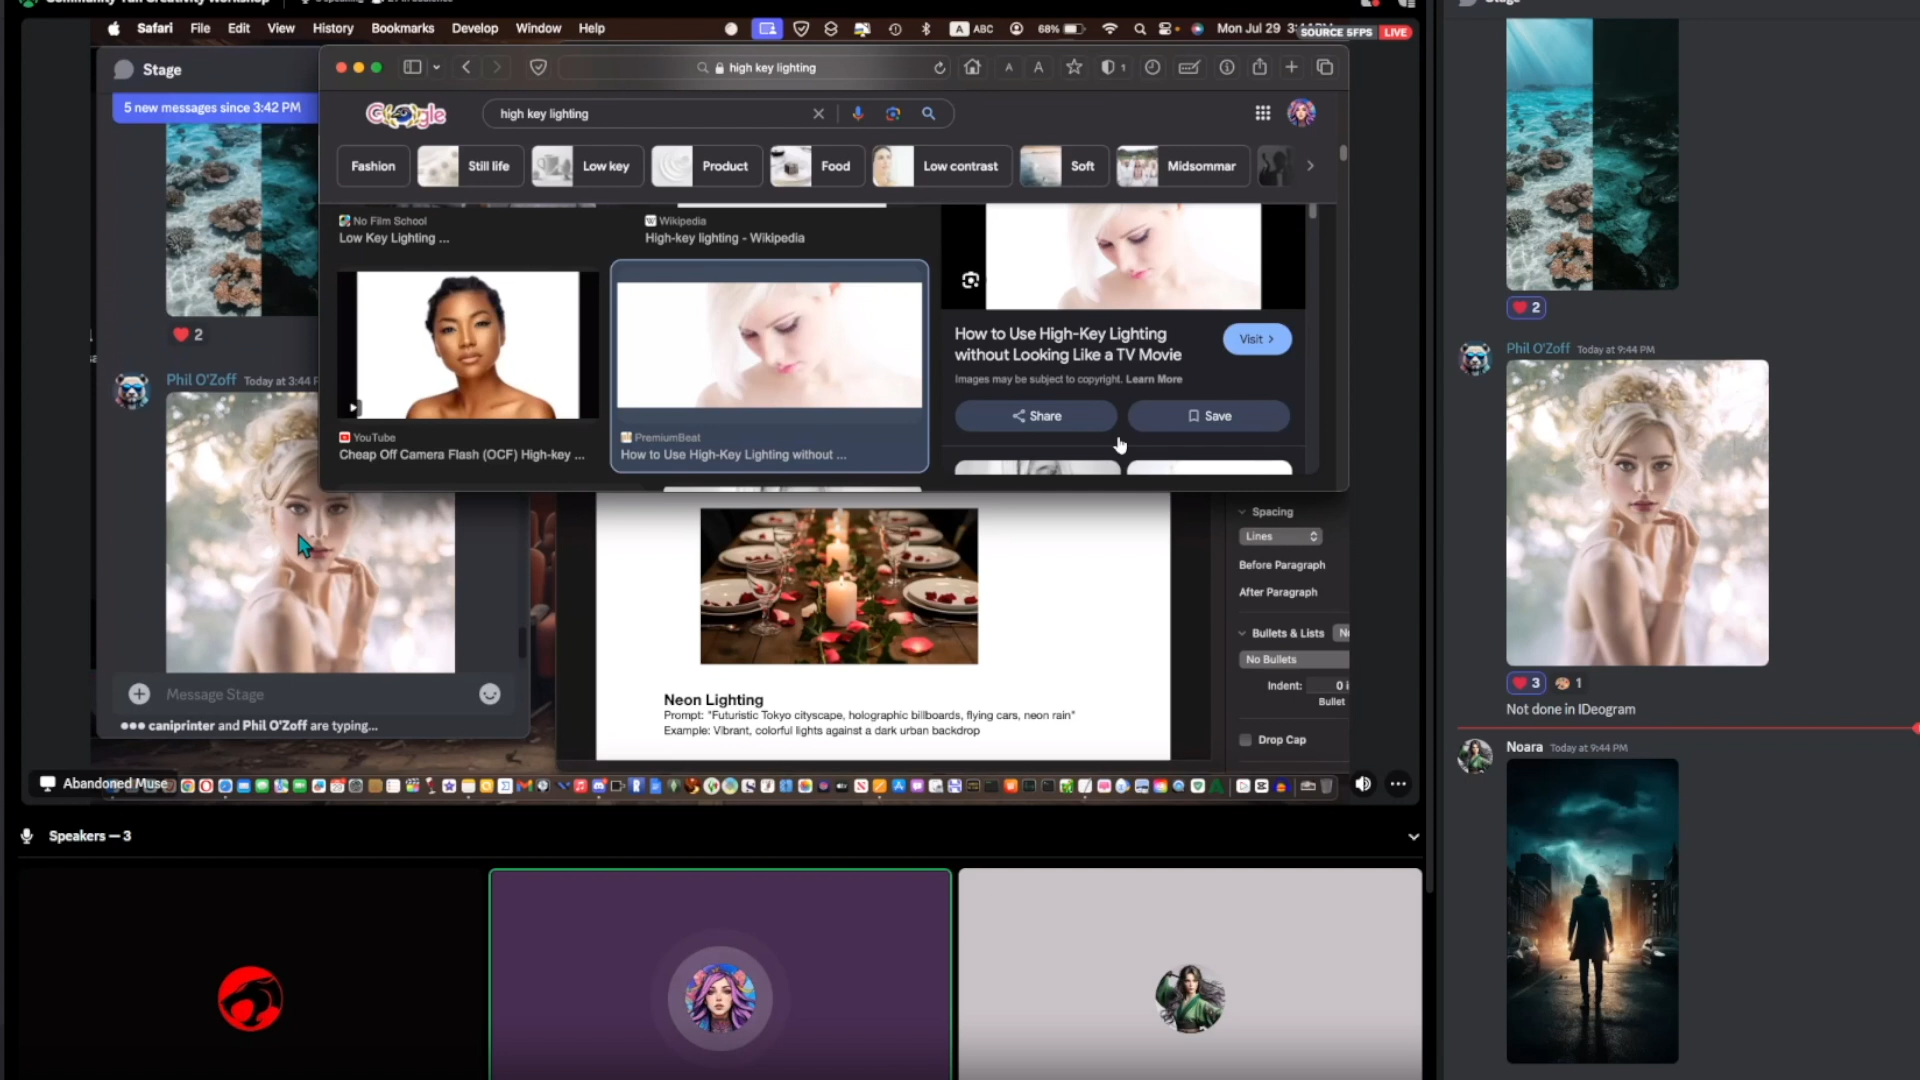 Safari File Edit View History Bookmarks Develop Window Help
ABC 68% Mon Jul 29
SOURCE 5FPS LIVE
Stage
5 new messages since 3:42 PM
2
Phil O'Zoff Today at 3:44
Message Stage
caniprinter and Phil O'Zoff are typing...
high key lighting
A A 1
Google
high key lighting
Fashion Still life Low key Product Food Low contrast Soft Midsommar
No Film School
Low Key Lighting ...
Wikipedia
High-key lighting - Wikipedia
YouTube
Cheap Off Camera Flash (OCF) High-key ...
PremiumBeat
How to Use High-Key Lighting without ...
How to Use High-Key Lighting
without Looking Like a TV Movie
Visit
Images may be subject to copyright. Learn More
Share
Save
Neon Lighting
Prompt: "Futuristic Tokyo cityscape, holographic billboards, flying cars, neon rain"
Example: Vibrant, colorful lights against a dark urban backdrop
Spacing
Lines
Before Paragraph
After Paragraph
Bullets & Lists
No Bullets
Indent: 0 i
Bullet
Drop Cap
Abandoned Muse
Speakers — 3
2
Phil O'Zoff Today at 9:44 PM
3 1
Not done in IDeogram
Noara Today at 9:44 PM